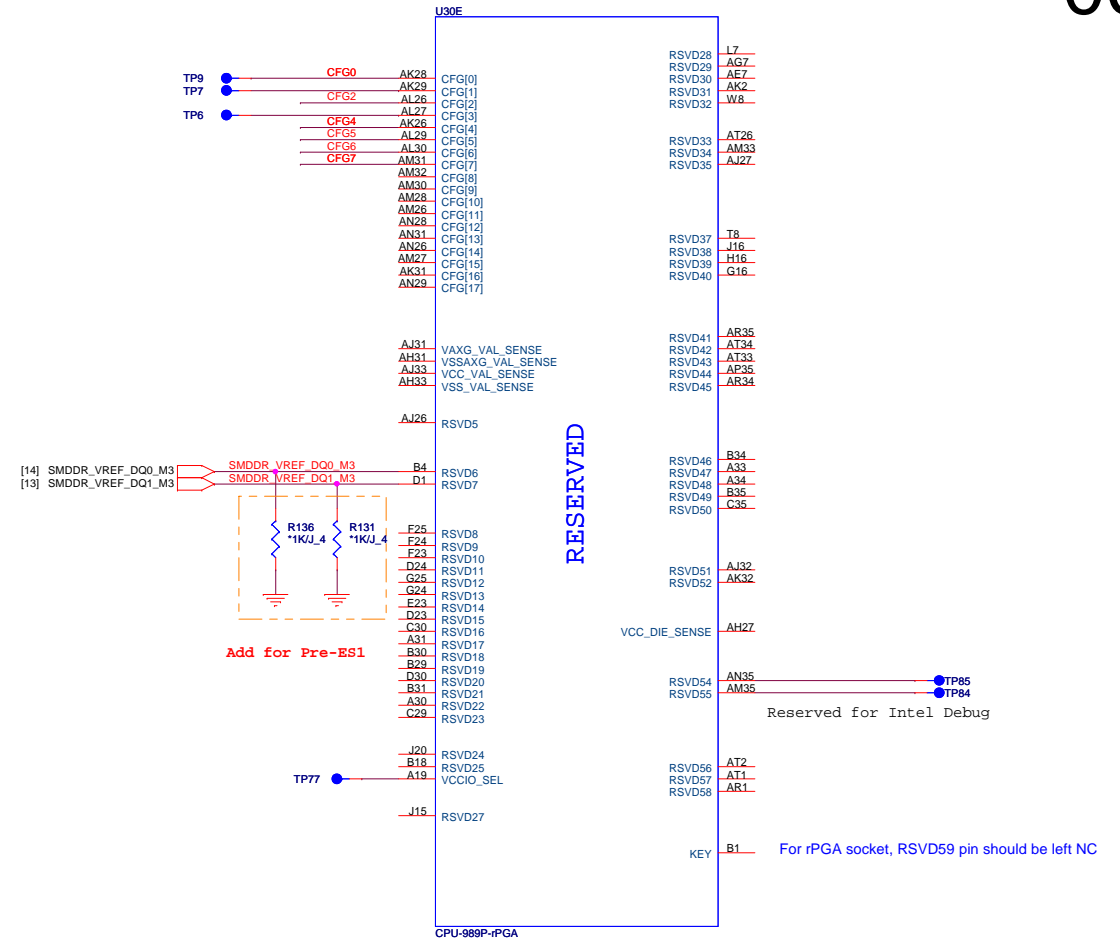 U30E
TP9 CFG0 AK28 CFG[0]
TP7 AK29 CFG[1]
CFG2 AL26 CFG[2]
TP6 AL27 CFG[3]
CFG4 AK26 CFG[4]
CFG5 AL29 CFG[5]
CFG6 AL30 CFG[6]
CFG7 AM31 CFG[7]
AM32 CFG[8]
AM30 CFG[9]
AM28 CFG[10]
AM26 CFG[11]
AN28 CFG[12]
AN31 CFG[13]
AN26 CFG[14]
AM27 CFG[15]
AK31 CFG[16]
AN29 CFG[17]
AJ31 VAXG_VAL_SENSE
AH31 VSSAXG_VAL_SENSE
AJ33 VCC_VAL_SENSE
AH33 VSS_VAL_SENSE
AJ26 RSVD5
[14] SMDDR_VREF_DQ0_M3 SMDDR_VREF_DQ0_M3 B4 RSVD6
[13] SMDDR_VREF_DQ1_M3 SMDDR_VREF_DQ1_M3 D1 RSVD7
R136 R131
*1K/J_4 *1K/J_4
Add for Pre-ES1
F25 RSVD8
F24 RSVD9
F23 RSVD10
D24 RSVD11
G25 RSVD12
G24 RSVD13
E23 RSVD14
D23 RSVD15
C30 RSVD16
A31 RSVD17
B30 RSVD18
B29 RSVD19
D30 RSVD20
B31 RSVD21
A30 RSVD22
C29 RSVD23
J20 RSVD24
B18 RSVD25
TP77 A19 VCCIO_SEL
J15 RSVD27
RESERVED
RSVD28 L7
RSVD29 AG7
RSVD30 AE7
RSVD31 AK2
RSVD32 W8
RSVD33 AT26
RSVD34 AM33
RSVD35 AJ27
RSVD37 T8
RSVD38 J16
RSVD39 H16
RSVD40 G16
RSVD41 AR35
RSVD42 AT34
RSVD43 AT33
RSVD44 AP35
RSVD45 AR34
RSVD46 B34
RSVD47 A33
RSVD48 A34
RSVD49 B35
RSVD50 C35
RSVD51 AJ32
RSVD52 AK32
VCC_DIE_SENSE AH27
RSVD54 AN35 TP85
RSVD55 AM35 TP84
Reserved for Intel Debug
RSVD56 AT2
RSVD57 AT1
RSVD58 AR1
KEY B1 For rPGA socket, RSVD59 pin should be left NC
CPU-989P-rPGA